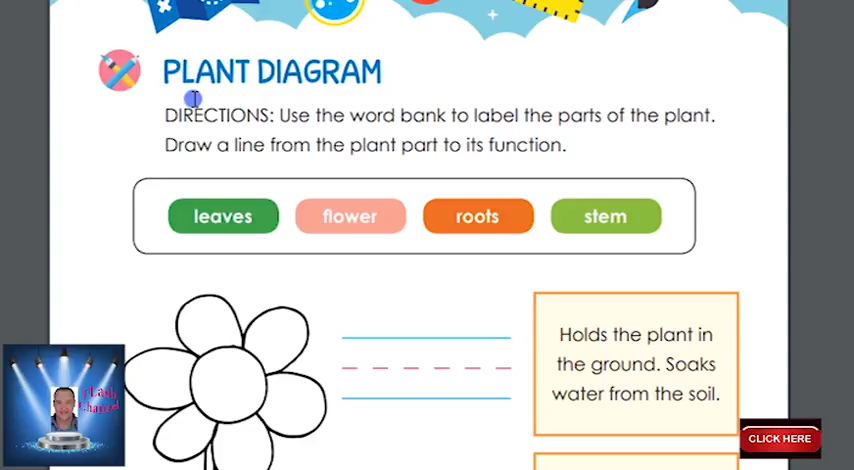 PLANT DIAGRAM
DIRECTIONS: Use the word bank to label the parts of the plant.
Draw a line from the plant part to its function.
leaves flower roots stem
Holds the plant in
the ground. Soaks
water from the soil.
Channel
CLICK HERE